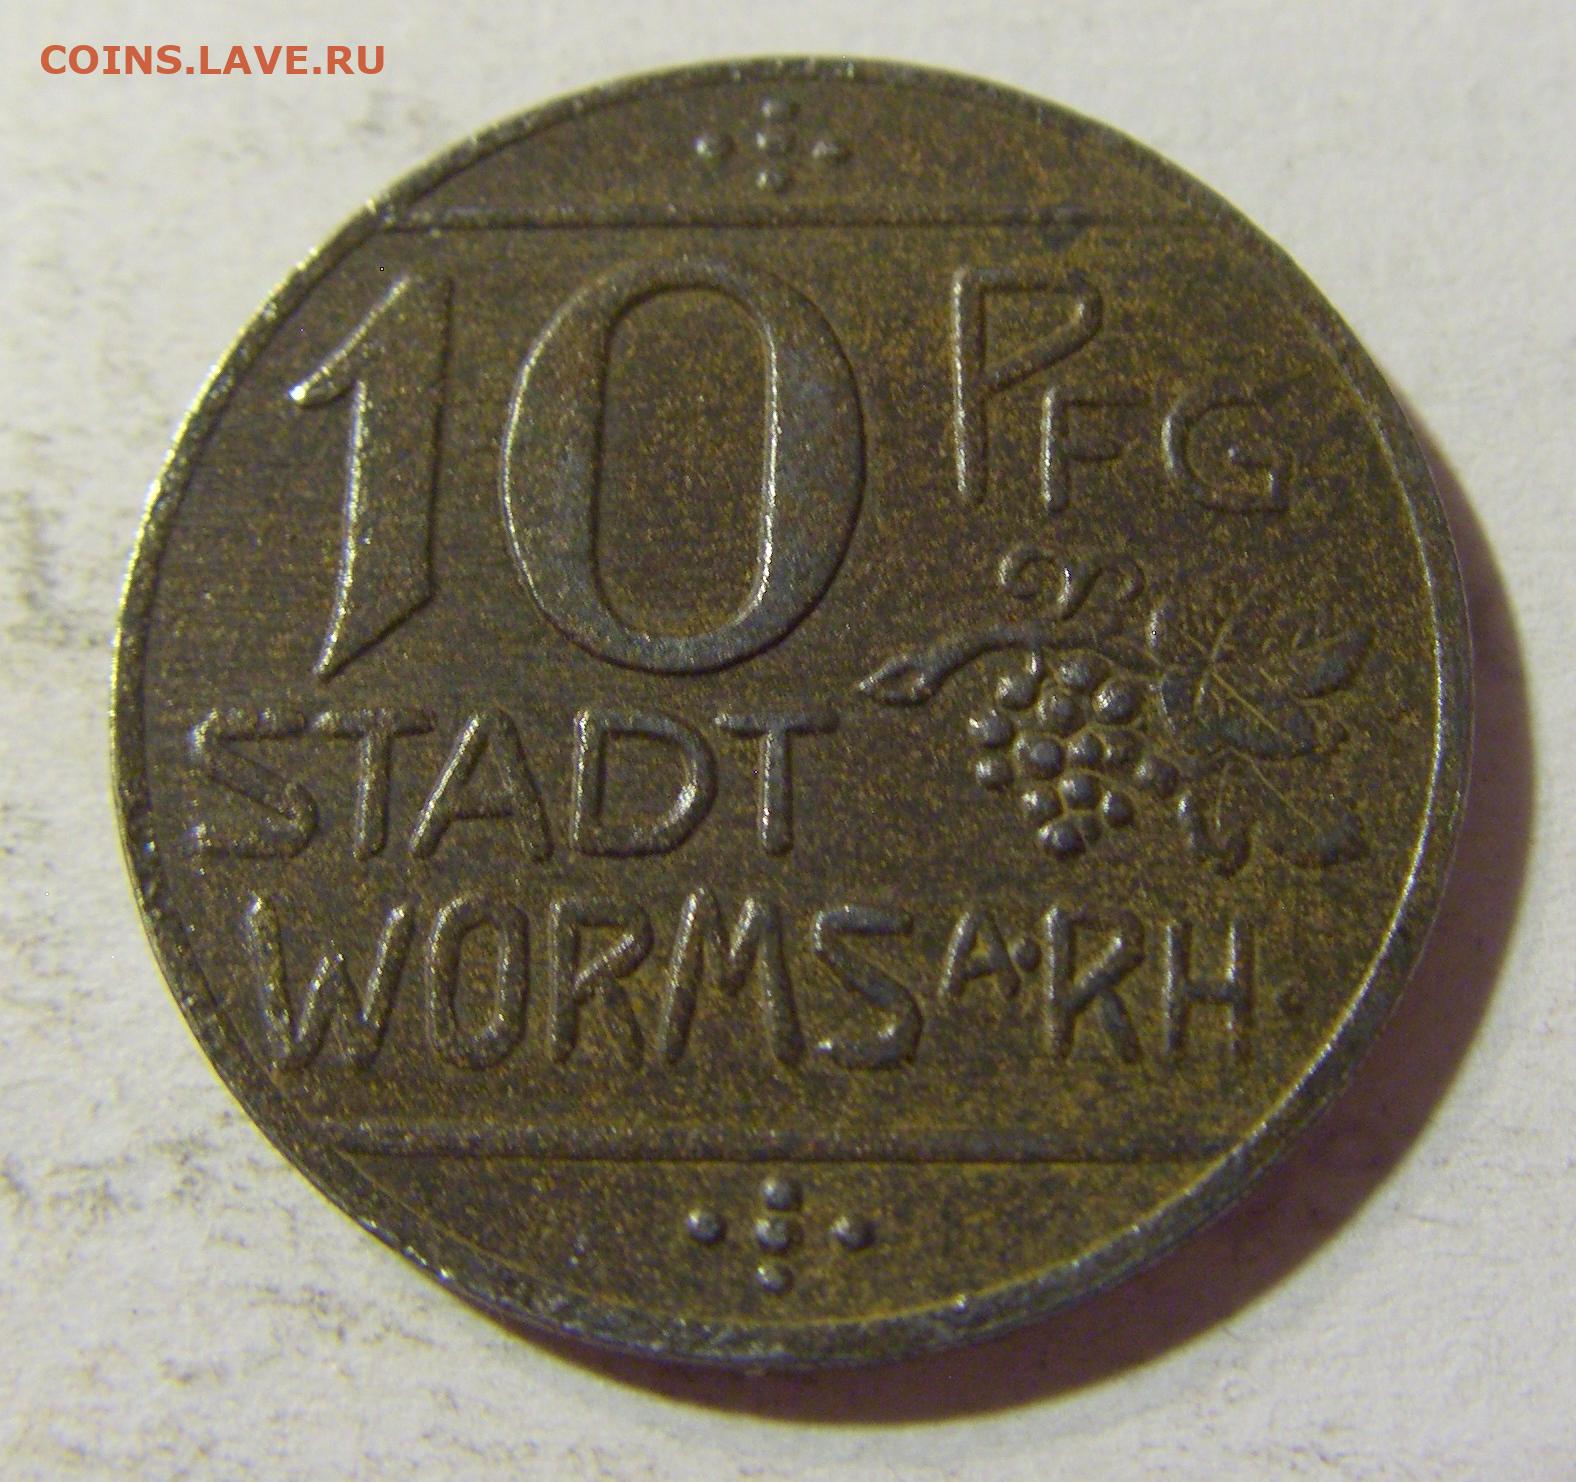 COINS.LAVE.RU
10 PFG
STADT
WORMS A·RH.